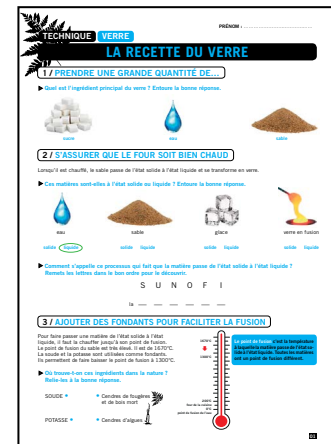 PRÉNOM :
TECHNIQUE VERRE
LA RECETTE DU VERRE
1 / PRENDRE UNE GRANDE QUANTITÉ DE...
Quel est l'ingrédient principal du verre ? Entoure la bonne réponse.
sucre eau sable
2 / S'ASSURER QUE LE FOUR SOIT BIEN CHAUD
Lorsqu'il est chauffé, le sable passe de l'état solide à l'état liquide et se transforme en verre.
Ces matières sont-elles à l'état solide ou liquide ? Entoure la bonne réponse.
eau sable glace verre en fusion
solide liquide solide liquide solide liquide solide liquide
Comment s'appelle ce processus qui fait que la matière passe de l'état solide à l'état liquide ?
Remets les lettres dans le bon ordre pour le découvrir.
S U N O F I
la _ _ _ _ _ _
3 / AJOUTER DES FONDANTS POUR FACILITER LA FUSION
Pour faire passer une matière de l'état solide à l'état
liquide, il faut la chauffer jusqu'à son point de fusion.
Le point de fusion du sable est très élevé. Il est de 1670°C.
La soude et la potasse sont utilisées comme fondants.
Ils permettent de faire baisser le point de fusion à 1300°C.
Où trouve-t-on ces ingrédients dans la nature ?
Relie-les à la bonne réponse.
SOUDE • • Cendres de fougères
et de bois mort
POTASSE • • Cendres d'algues
1670°C
1300°C
0°C
point de fusion de l'eau
Le point de fusion c'est la température
à laquelle la matière passe de l'état so-
lide à l'état liquide. Toutes les matières
ont un point de fusion différent.